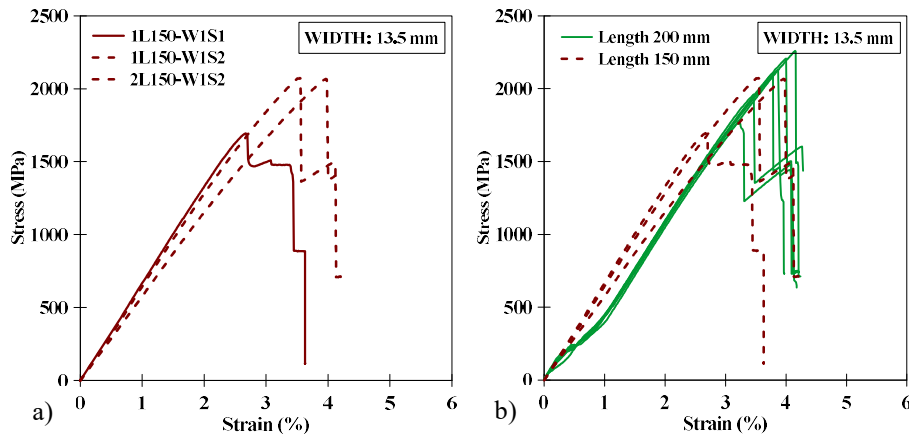 2500
2000
1500
1000
500
0
Stress (MPa)
1L150-W1S1
1L150-W1S2
2L150-W1S2
WIDTH: 13.5 mm
0 1 2 3 4 5 6
Strain (%)
a)
2500
2000
1500
1000
500
0
Stress (MPa)
Length 200 mm
Length 150 mm
WIDTH: 13.5 mm
0 1 2 3 4 5 6
Strain (%)
b)